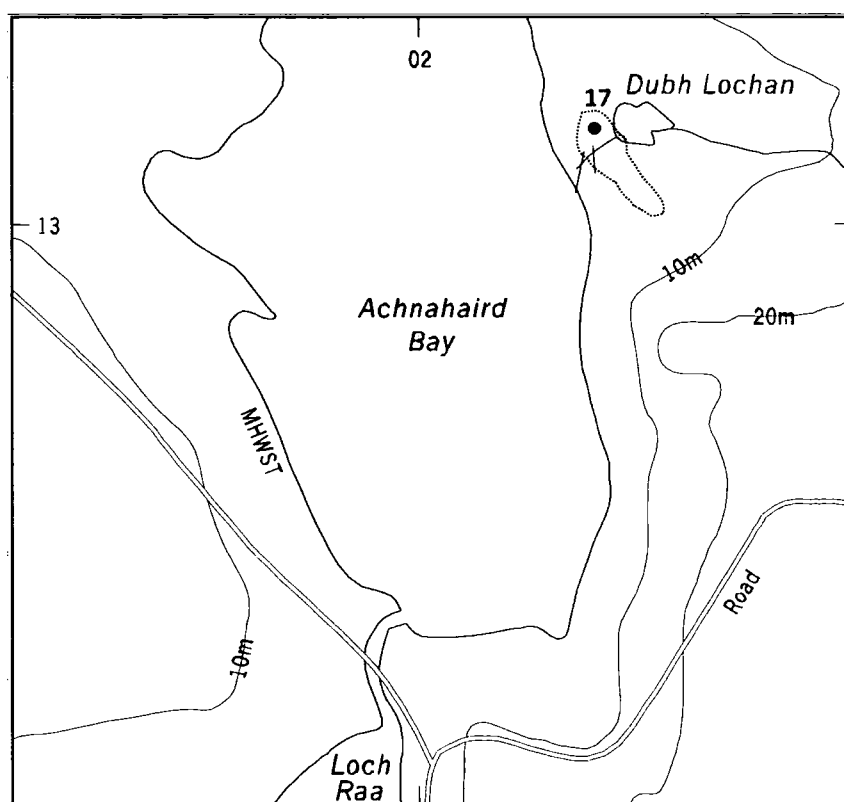 02
17
Dubh Lochan
13
10m
20m
Achnahaird
Bay
MHWST
Road
10m
Loch
Raa